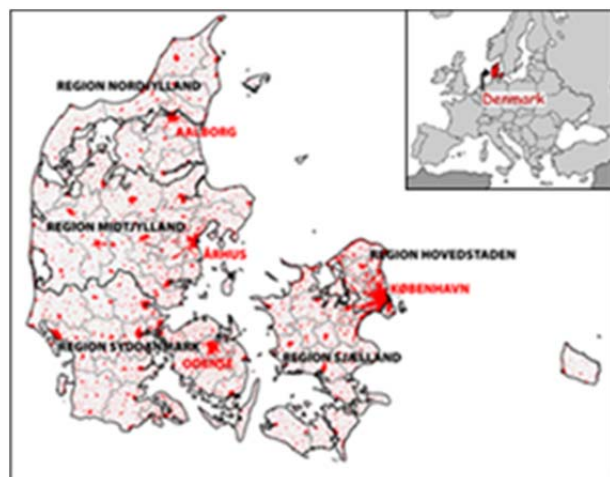 REGION NORDJYLLAND
AALBORG
Denmark
REGION MIDTJYLLAND
ÅRHUS
REGION HOVEDSTADEN
KØBENHAVN
REGION SYDDANMARK
ODENSE
REGION SJÆLLAND